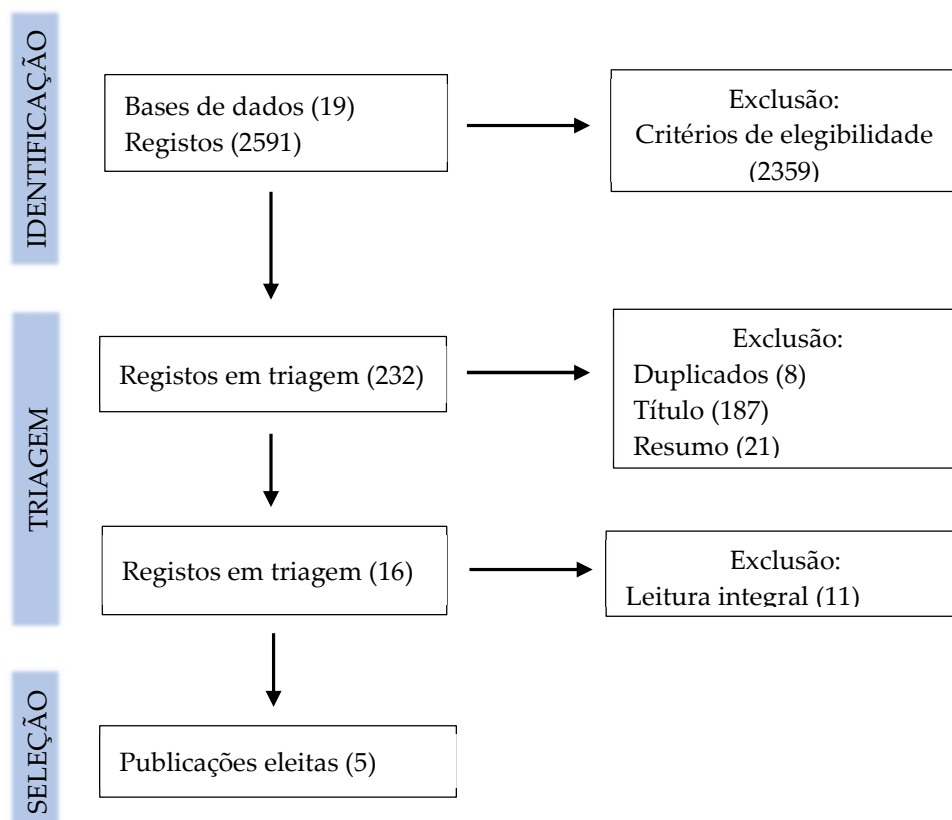 IDENTIFICAÇÃO
Bases de dados (19)
Registos (2591)
Exclusão:
Critérios de elegibilidade
(2359)
TRIAGEM
Registos em triagem (232)
Exclusão:
Duplicados (8)
Título (187)
Resumo (21)
Registos em triagem (16)
Exclusão:
Leitura integral (11)
SELEÇÃO
Publicações eleitas (5)